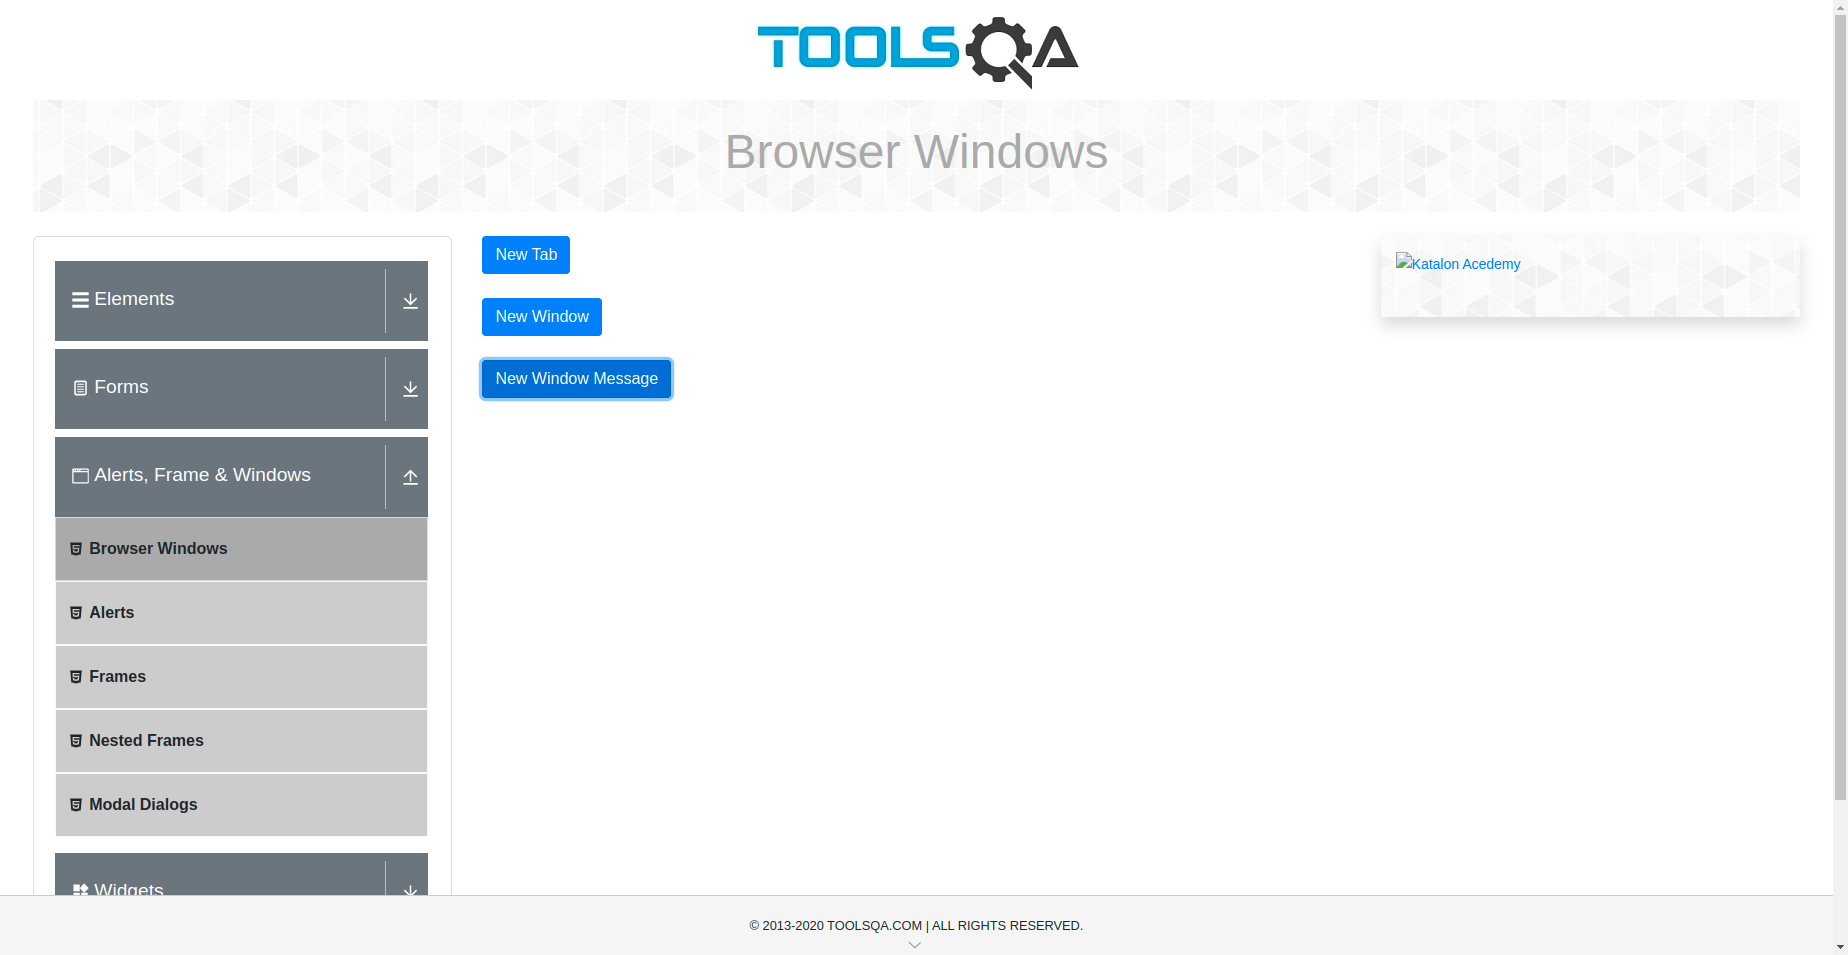 TOOLSQA
Browser Windows
Elements
Forms
Alerts, Frame & Windows
Browser Windows
Alerts
Frames
Nested Frames
Modal Dialogs
Widgets
New Tab
New Window
New Window Message
Katalon Acedemy
© 2013-2020 TOOLSQA.COM | ALL RIGHTS RESERVED.